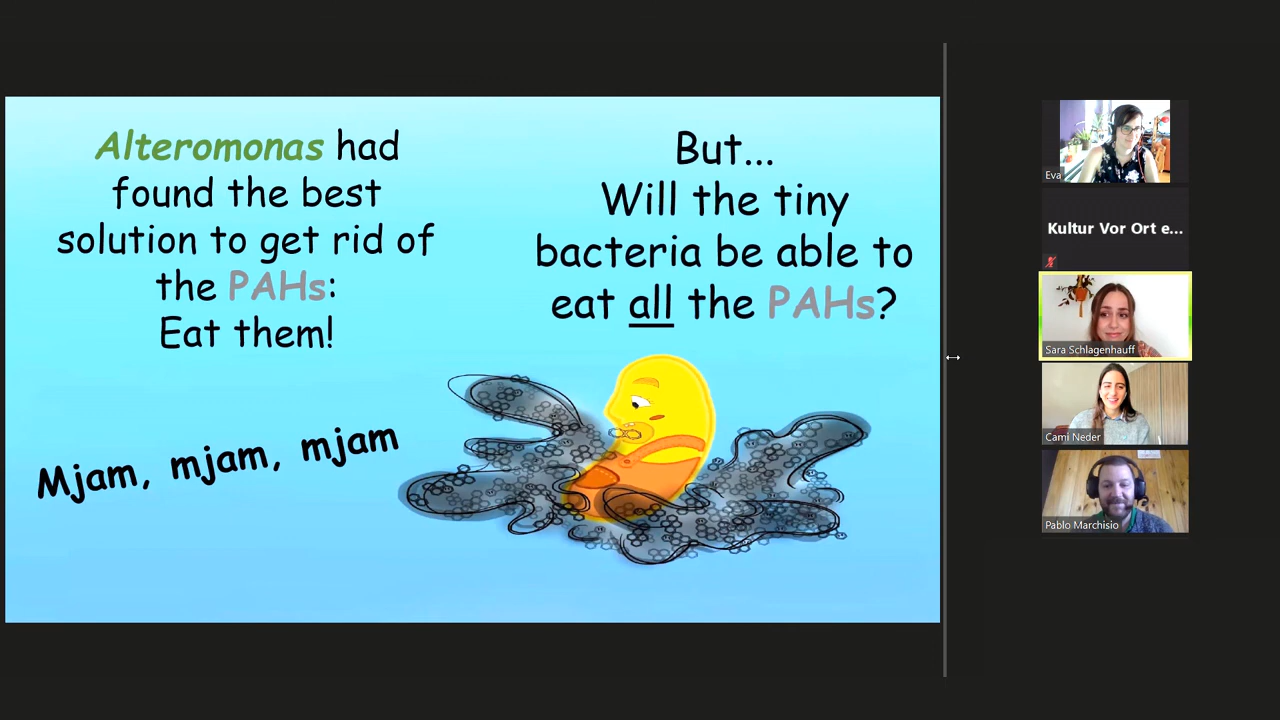 Alteromonas had
found the best
solution to get rid of
the PAHs:
Eat them!
Mjam, mjam, mjam
But...
Will the tiny
bacteria be able to
eat all the PAHs?
Eva
Kultur Vor Ort e...
Sara Schlagenhauff
Cami Neder
Pablo Marchisio